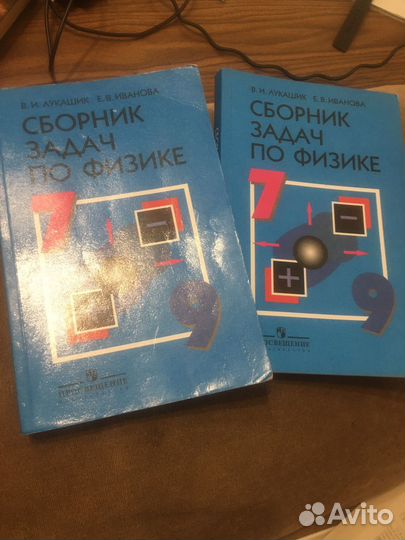 В. И. ЛУКАШИК Е. В. ИВАНОВА
СБОРНИК
ЗАДАЧ
ПО ФИЗИКЕ
7
−
9
ПРОСВЕЩЕНИЕ
В. И. ЛУКАШИК Е. В. ИВАНОВА
СБОРНИК
ЗАДАЧ
ПО ФИЗИКЕ
7
−
+
9
ПРОСВЕЩЕНИЕ
ИЗДАТЕЛЬСТВО
Avito